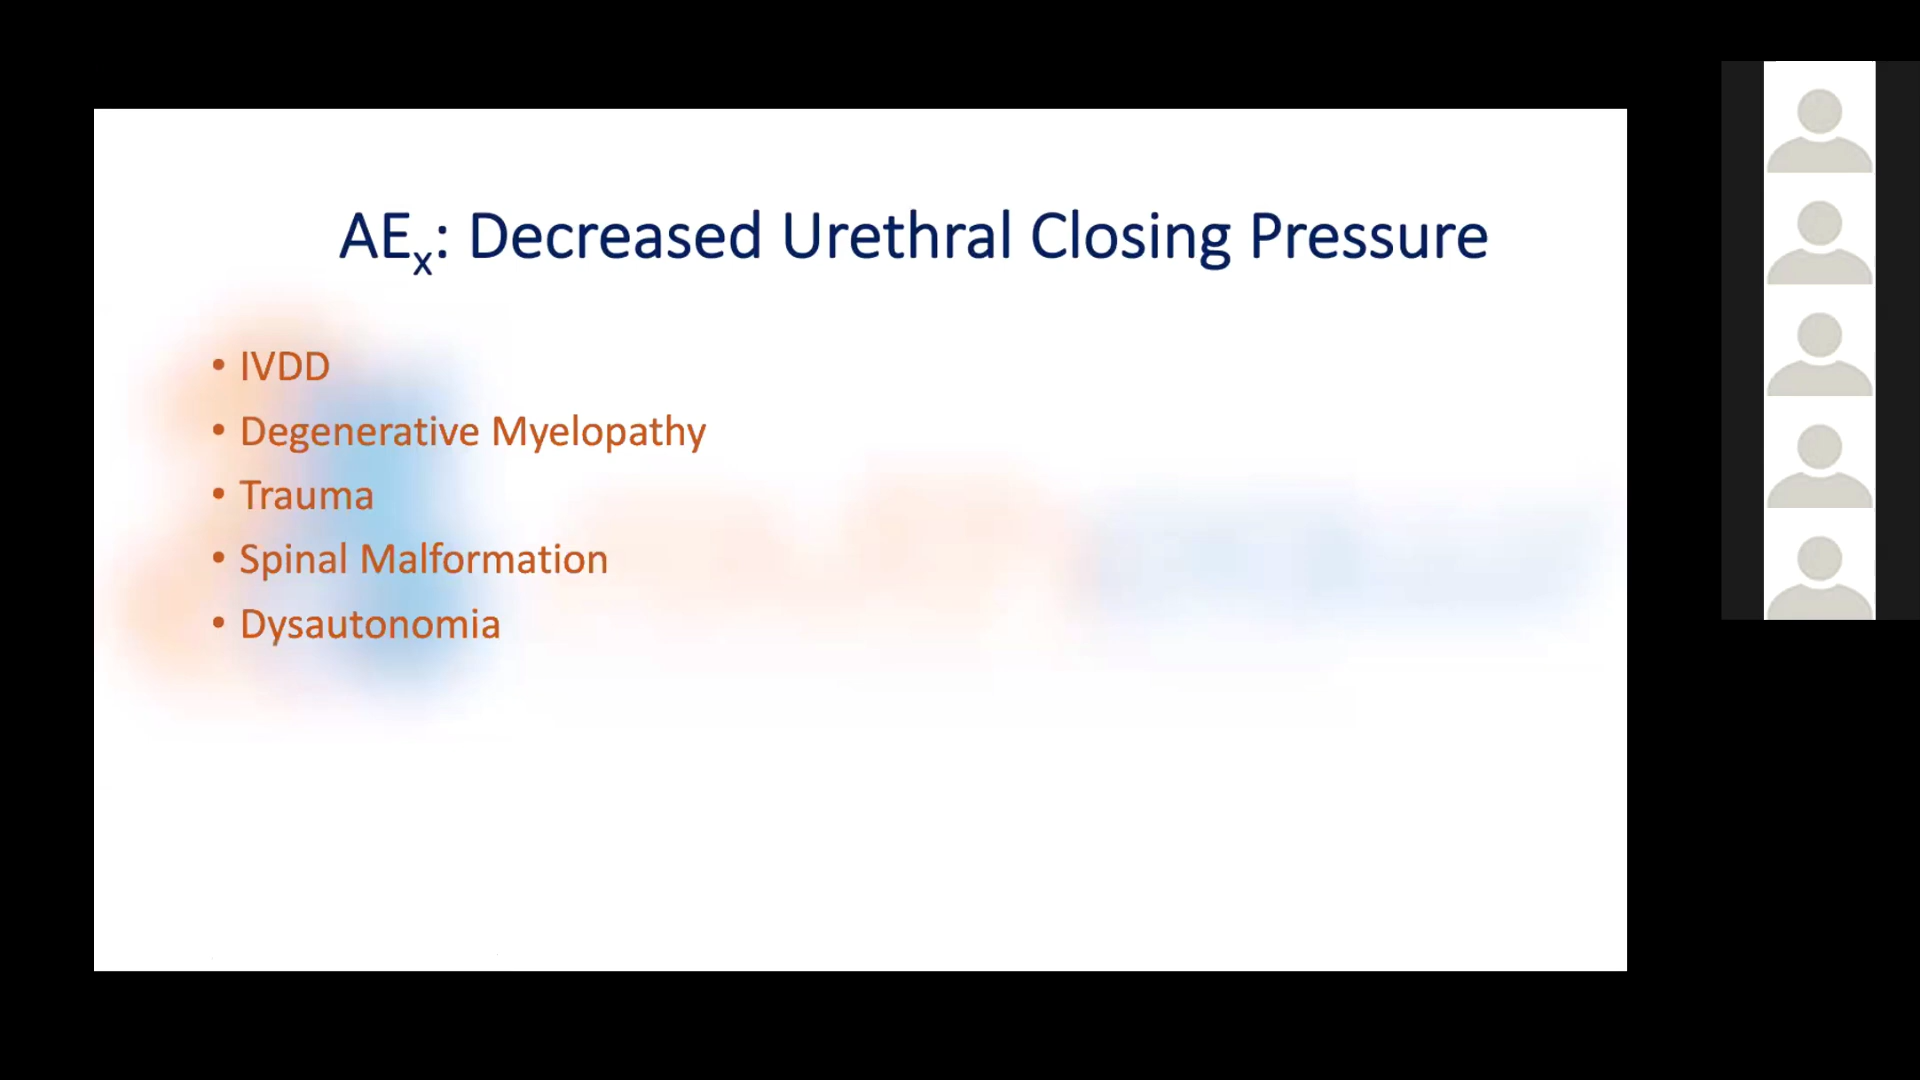 AEx: Decreased Urethral Closing Pressure
• IVDD
• Degenerative Myelopathy
• Trauma
• Spinal Malformation
• Dysautonomia